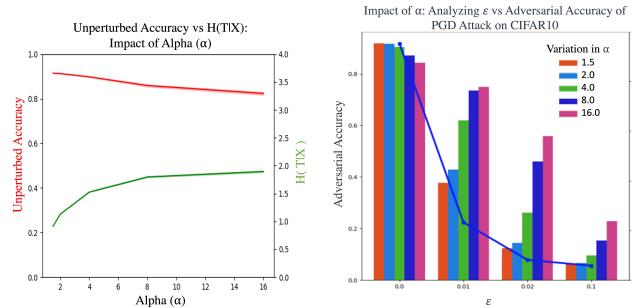 Unperturbed Accuracy vs H(T|X):
Impact of Alpha (α)
1.0
0.8
0.6
0.4
0.2
0.0
Unperturbed Accuracy
4.0
3.5
3.0
2.5
2.0
1.5
1.0
0.5
0.0
H( T|X )
2 4 6 8 10 12 14 16
Alpha (α)
Impact of α: Analyzing ε vs Adversarial Accuracy of
PGD Attack on CIFAR10
Variation in α
1.5
2.0
4.0
8.0
16.0
0.8
0.6
0.4
0.2
0.0
Adversarial Accuracy
0.0 0.01 0.02 0.1
ε